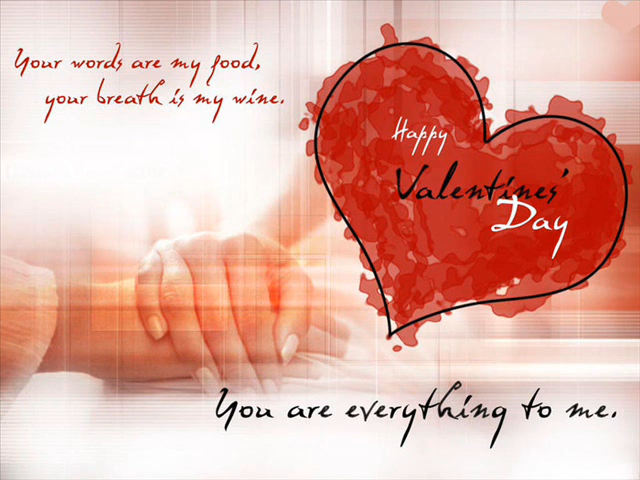 Your words are my food,
your breath is my wine.
Happy
Valentines'
Day
You are everything to me.